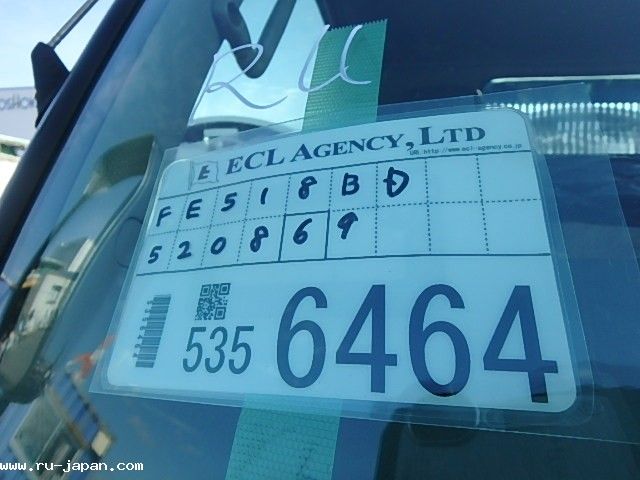 RU
E ECL AGENCY, LTD
URL http://www.ecl-agency.co.jp
FE518BD
520869
535 6464
www.ru-japan.com